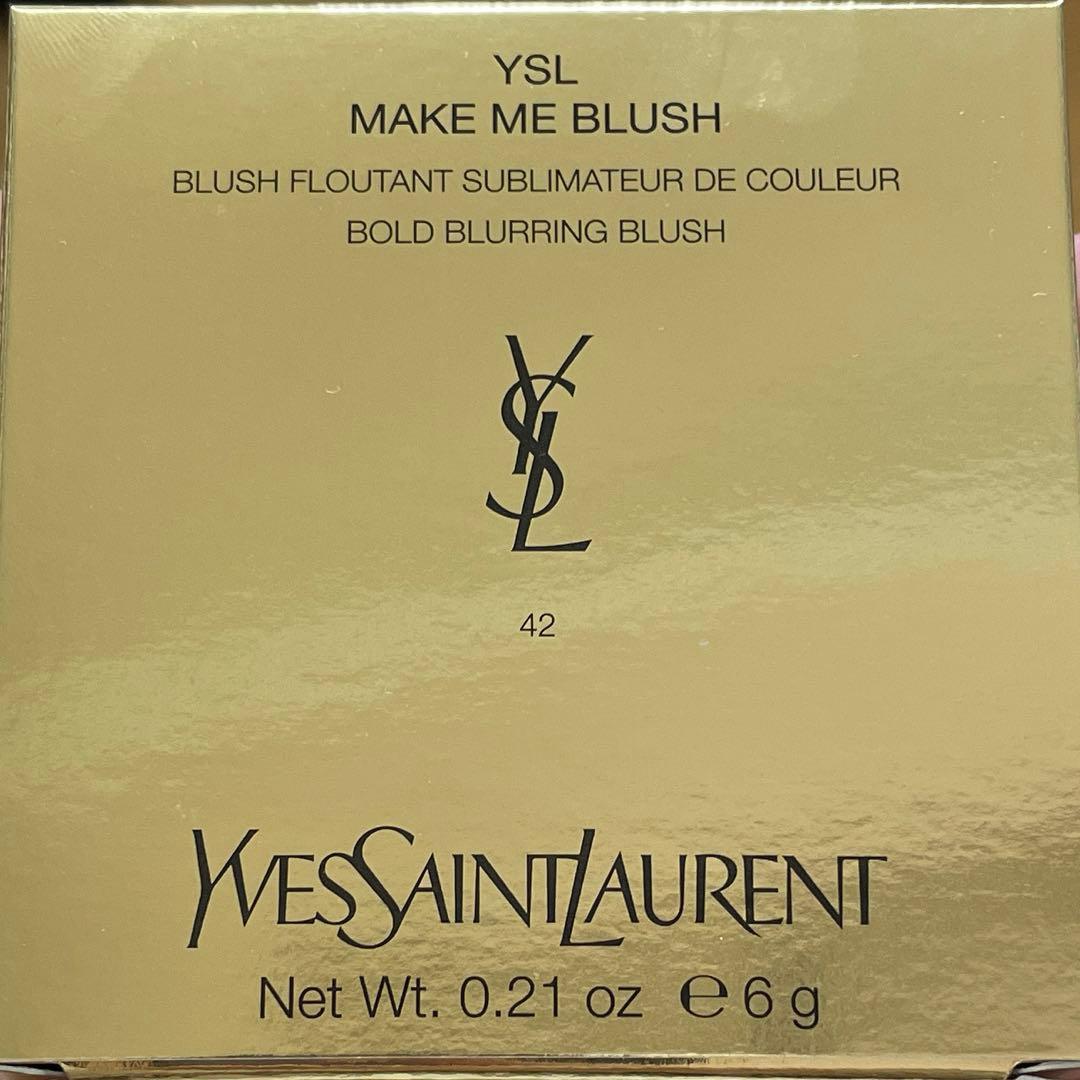 YSL
MAKE ME BLUSH
BLUSH FLOUTANT SUBLIMATEUR DE COULEUR
BOLD BLURRING BLUSH
YSL
42
YVESSAINTLAURENT
Net Wt. 0.21 oz ℮ 6 g